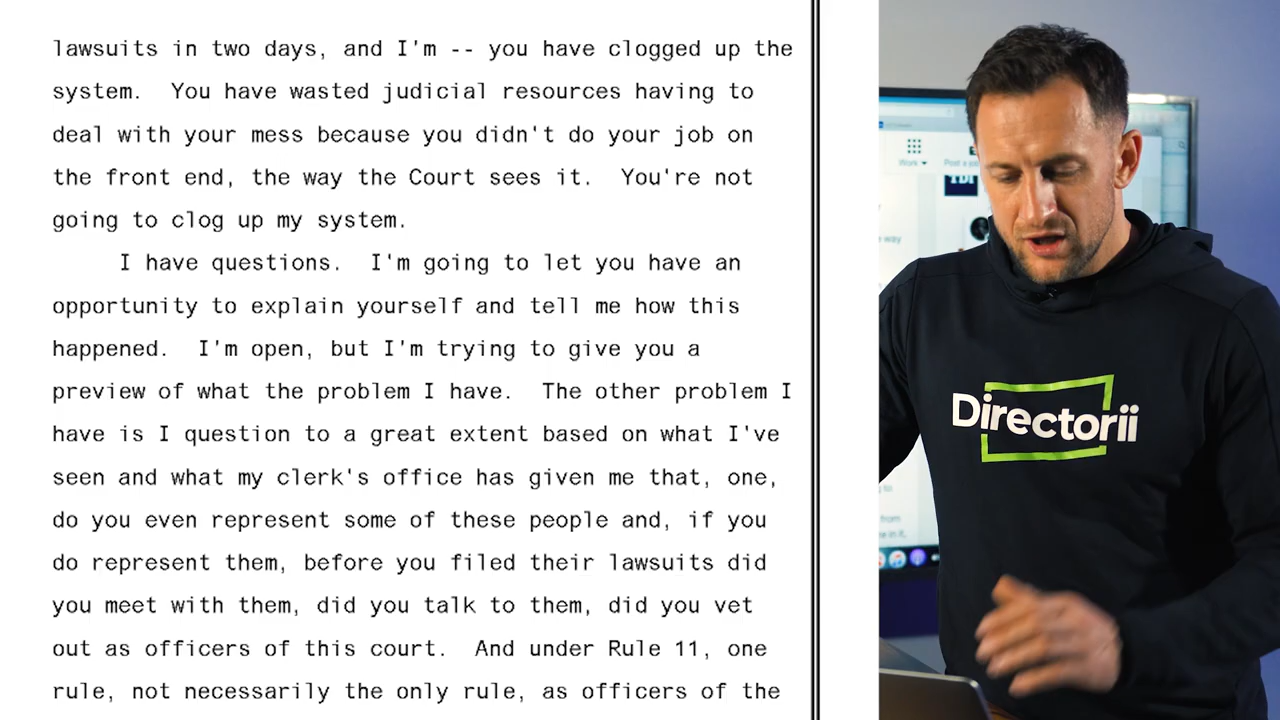 lawsuits in two days, and I'm -- you have clogged up the
system.  You have wasted judicial resources having to
deal with your mess because you didn't do your job on
the front end, the way the Court sees it.  You're not
going to clog up my system.
I have questions.  I'm going to let you have an
opportunity to explain yourself and tell me how this
happened.  I'm open, but I'm trying to give you a
preview of what the problem I have.  The other problem I
have is I question to a great extent based on what I've
seen and what my clerk's office has given me that, one,
do you even represent some of these people and, if you
do represent them, before you filed their lawsuits did
you meet with them, did you talk to them, did you vet
out as officers of this court.  And under Rule 11, one
rule, not necessarily the only rule, as officers of the
Work
Post a
Directorii